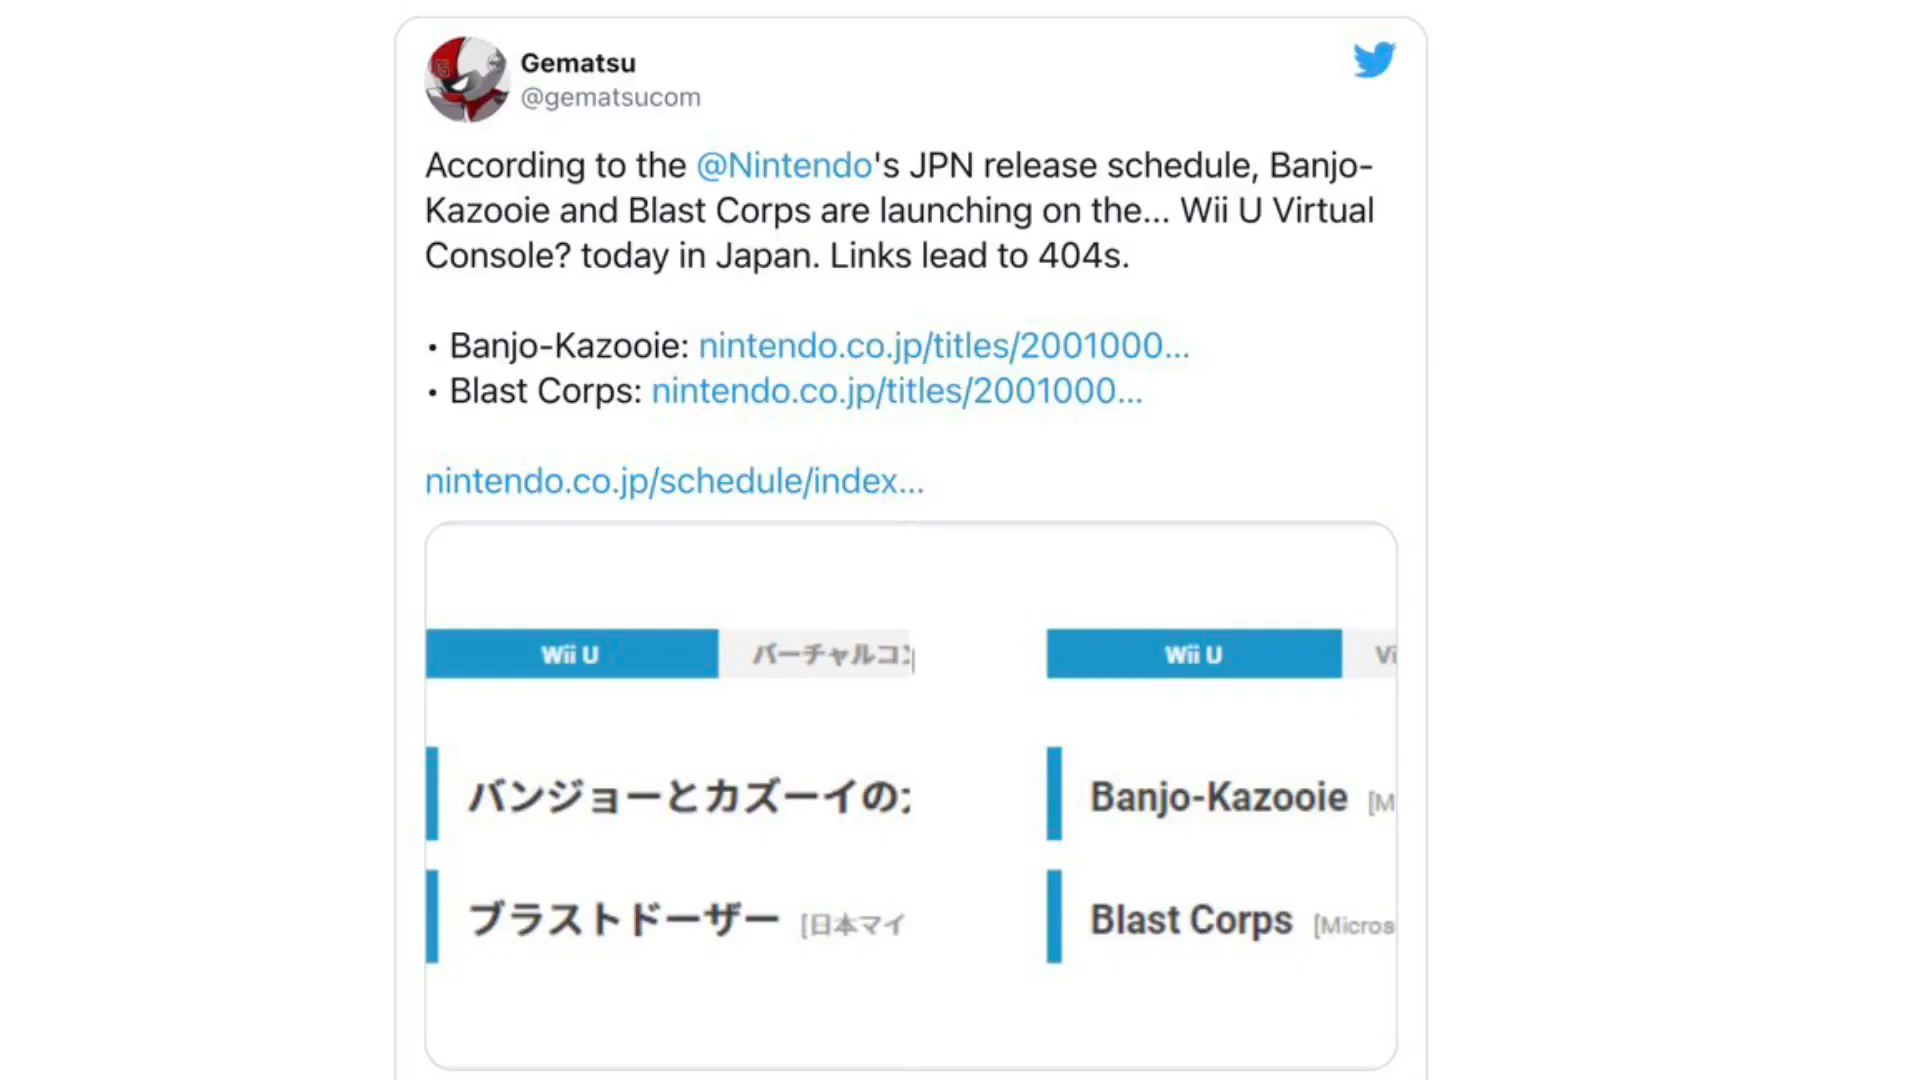 Gematsu
@gematsucom
According to the @Nintendo's JPN release schedule, Banjo-
Kazooie and Blast Corps are launching on the... Wii U Virtual
Console? today in Japan. Links lead to 404s.
• Banjo-Kazooie: nintendo.co.jp/titles/2001000...
• Blast Corps: nintendo.co.jp/titles/2001000...
nintendo.co.jp/schedule/index...
Wii U バーチャルコン
バンジョーとカズーイの
ブラストドーザー [日本マイ
Wii U Vi
Banjo-Kazooie [M
Blast Corps [Micros